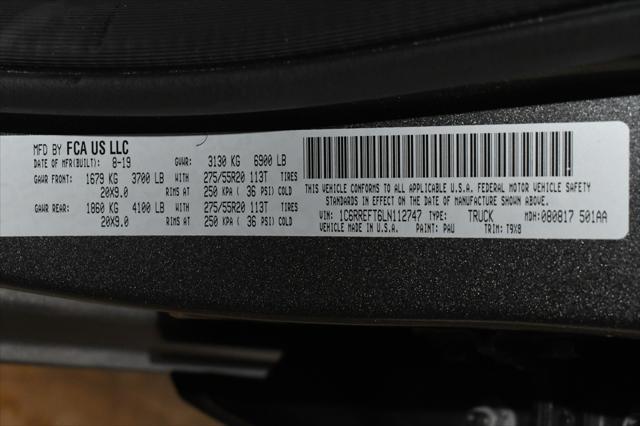 MFD BY FCA US LLC
DATE OF MFR(BUILT): 8-19 GVWR: 3130 KG 6900 LB
GAWR FRONT: 1679 KG 3700 LB WITH 275/55R20 113T TIRES
20X9.0 RIMS AT 250 KPA ( 36 PSI) COLD
GAWR REAR: 1860 KG 4100 LB WITH 275/55R20 113T TIRES
20X9.0 RIMS AT 250 KPA ( 36 PSI) COLD
THIS VEHICLE CONFORMS TO ALL APPLICABLE U.S.A. FEDERAL MOTOR VEHICLE SAFETY
STANDARDS IN EFFECT ON THE DATE OF MANUFACTURE SHOWN ABOVE.
VIN: 1C6RREFT6LN112747 TYPE: TRUCK MDH: 080817 501AA
VEHICLE MADE IN U.S.A. PAINT: PAU TRIM: T9X8